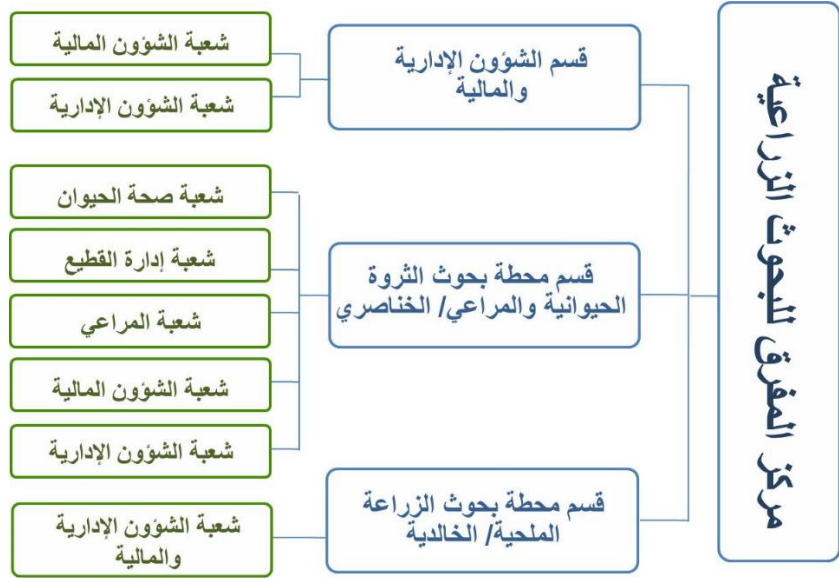 مركز المفرق للبحوث الزراعية
قسم الشؤون الإدارية
والمالية
شعبة الشؤون المالية
شعبة الشؤون الإدارية
قسم محطة بحوث الثروة
الحيوانية والمراعي/ الخناصري
شعبة صحة الحيوان
شعبة إدارة القطيع
شعبة المراعي
شعبة الشؤون المالية
شعبة الشؤون الإدارية
قسم محطة بحوث الزراعة
الملحية/ الخالدية
شعبة الشؤون الإدارية
والمالية